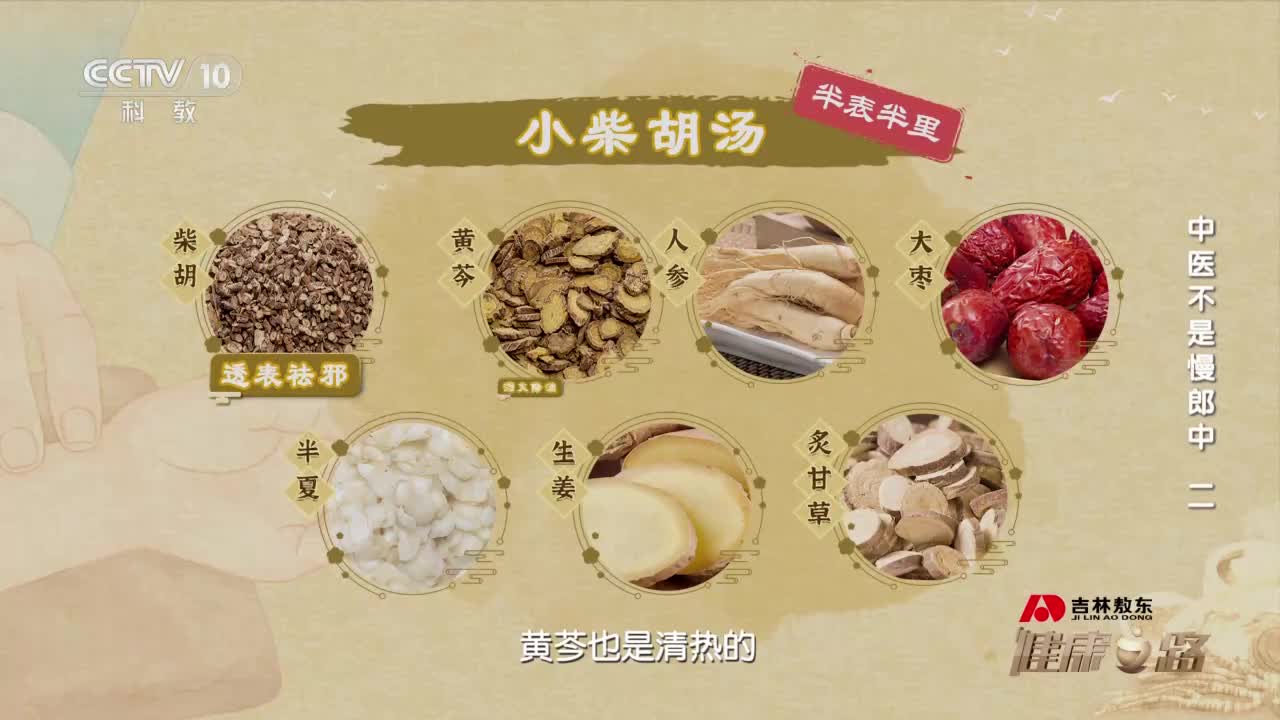 CCTV 10
科教
小柴胡汤
半表半里
柴胡
黄芩
人参
大枣
透表祛邪
半夏
生姜
炙甘草
中医不是慢郎中 二
黄芩也是清热的
吉林敖东
JI LIN AO DONG
健康之路